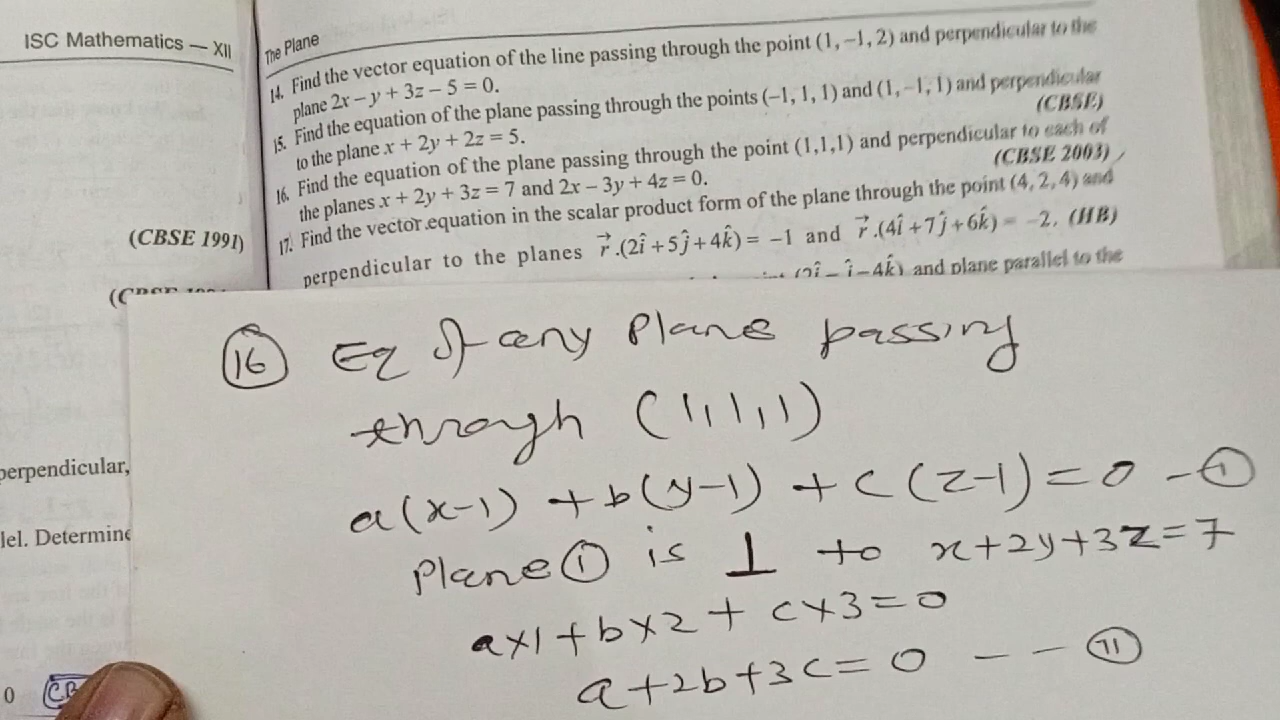 ISC Mathematics — XII
(CBSE 1991)
perpendicular,
lel. Determine
0
The Plane
14. Find the vector equation of the line passing through the point (1, –1, 2) and perpendicular to the
plane 2x – y + 3z – 5 = 0.
15. Find the equation of the plane passing through the points (–1, 1, 1) and (1, –1, 1) and perpendicular
to the plane x + 2y + 2z = 5. (CBSE)
16. Find the equation of the plane passing through the point (1,1,1) and perpendicular to each of
the planes x + 2y + 3z = 7 and 2x – 3y + 4z = 0. (CBSE 2003)
17. Find the vector equation in the scalar product form of the plane through the point (4, 2, 4) and
perpendicular to the planes r⃗.(2î + 5ĵ + 4k̂) = –1 and r⃗.(4î + 7ĵ + 6k̂) = –2. (HB)
(2î – ĵ – 4k̂) and plane parallel to the
(16) Eq of any Plane passing
through (1,1,1)
a(x-1) + b(y-1) + c(z-1) = 0 - (1)
Plane (1) is ⊥ to x+2y+3z=7
a×1 + b×2 + c×3 = 0
a+2b+3c = 0 - - (11)